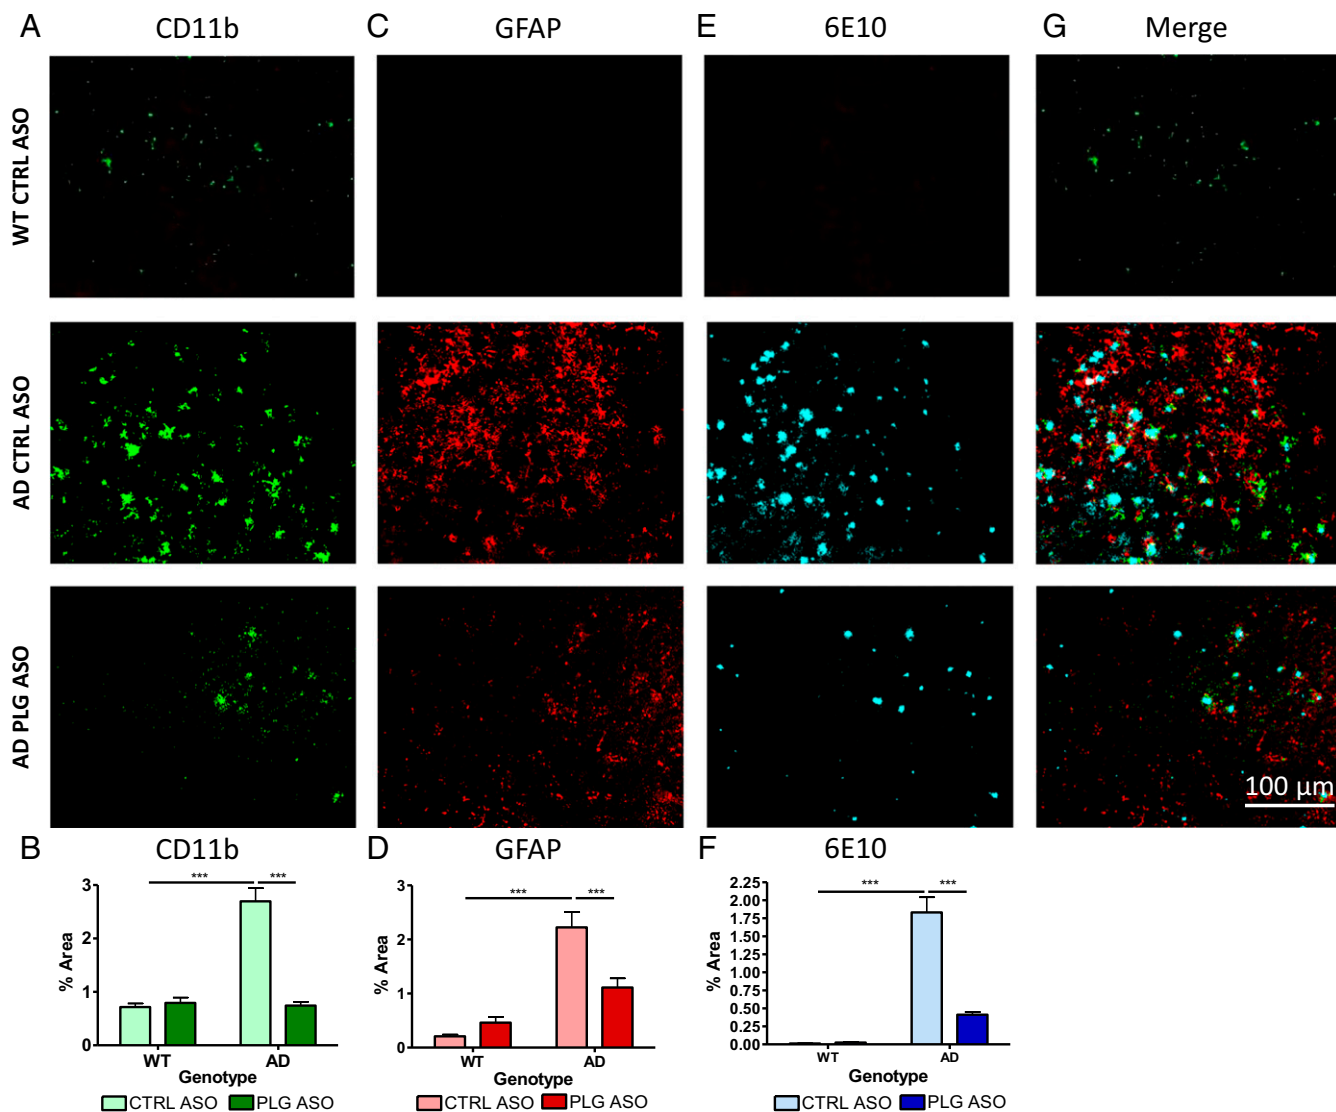 A CD11b C GFAP E 6E10 G Merge
WT CTRL ASO
AD CTRL ASO
AD PLG ASO
100 µm
B CD11b D GFAP F 6E10
*** ***
3
2
1
0
% Area
WT AD
Genotype
CTRL ASO PLG ASO
*** ***
3
2
1
0
% Area
WT AD
Genotype
CTRL ASO PLG ASO
*** ***
2.25
2.00
1.75
1.50
1.25
1.00
0.75
0.50
0.25
0.00
% Area
WT AD
Genotype
CTRL ASO PLG ASO